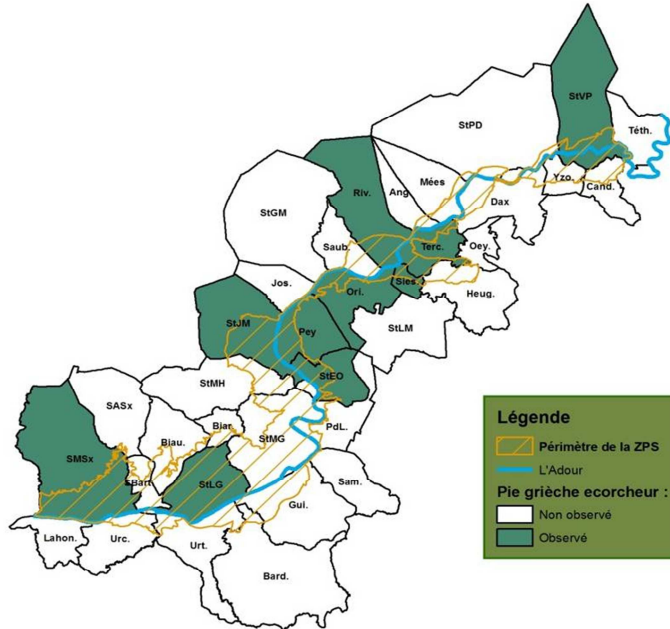 StVP
Téth.
StPD
Yzo.
Cand.
Mées
Ang
Riv.
Dax
StGM
Saub.
Terc.
Oey.
Jos.
Ori.
Sies.
Heug.
StJM
Pey
StLM
StMH
StEO
SASx
Biar
StMG
PdL.
Biau.
SMSx
SBart
StLG
Sam.
Gui.
Lahon.
Urc.
Urt.
Bard.
Légende
Périmètre de la ZPS
L'Adour
Pie grièche ecorcheur :
Non observé
Observé